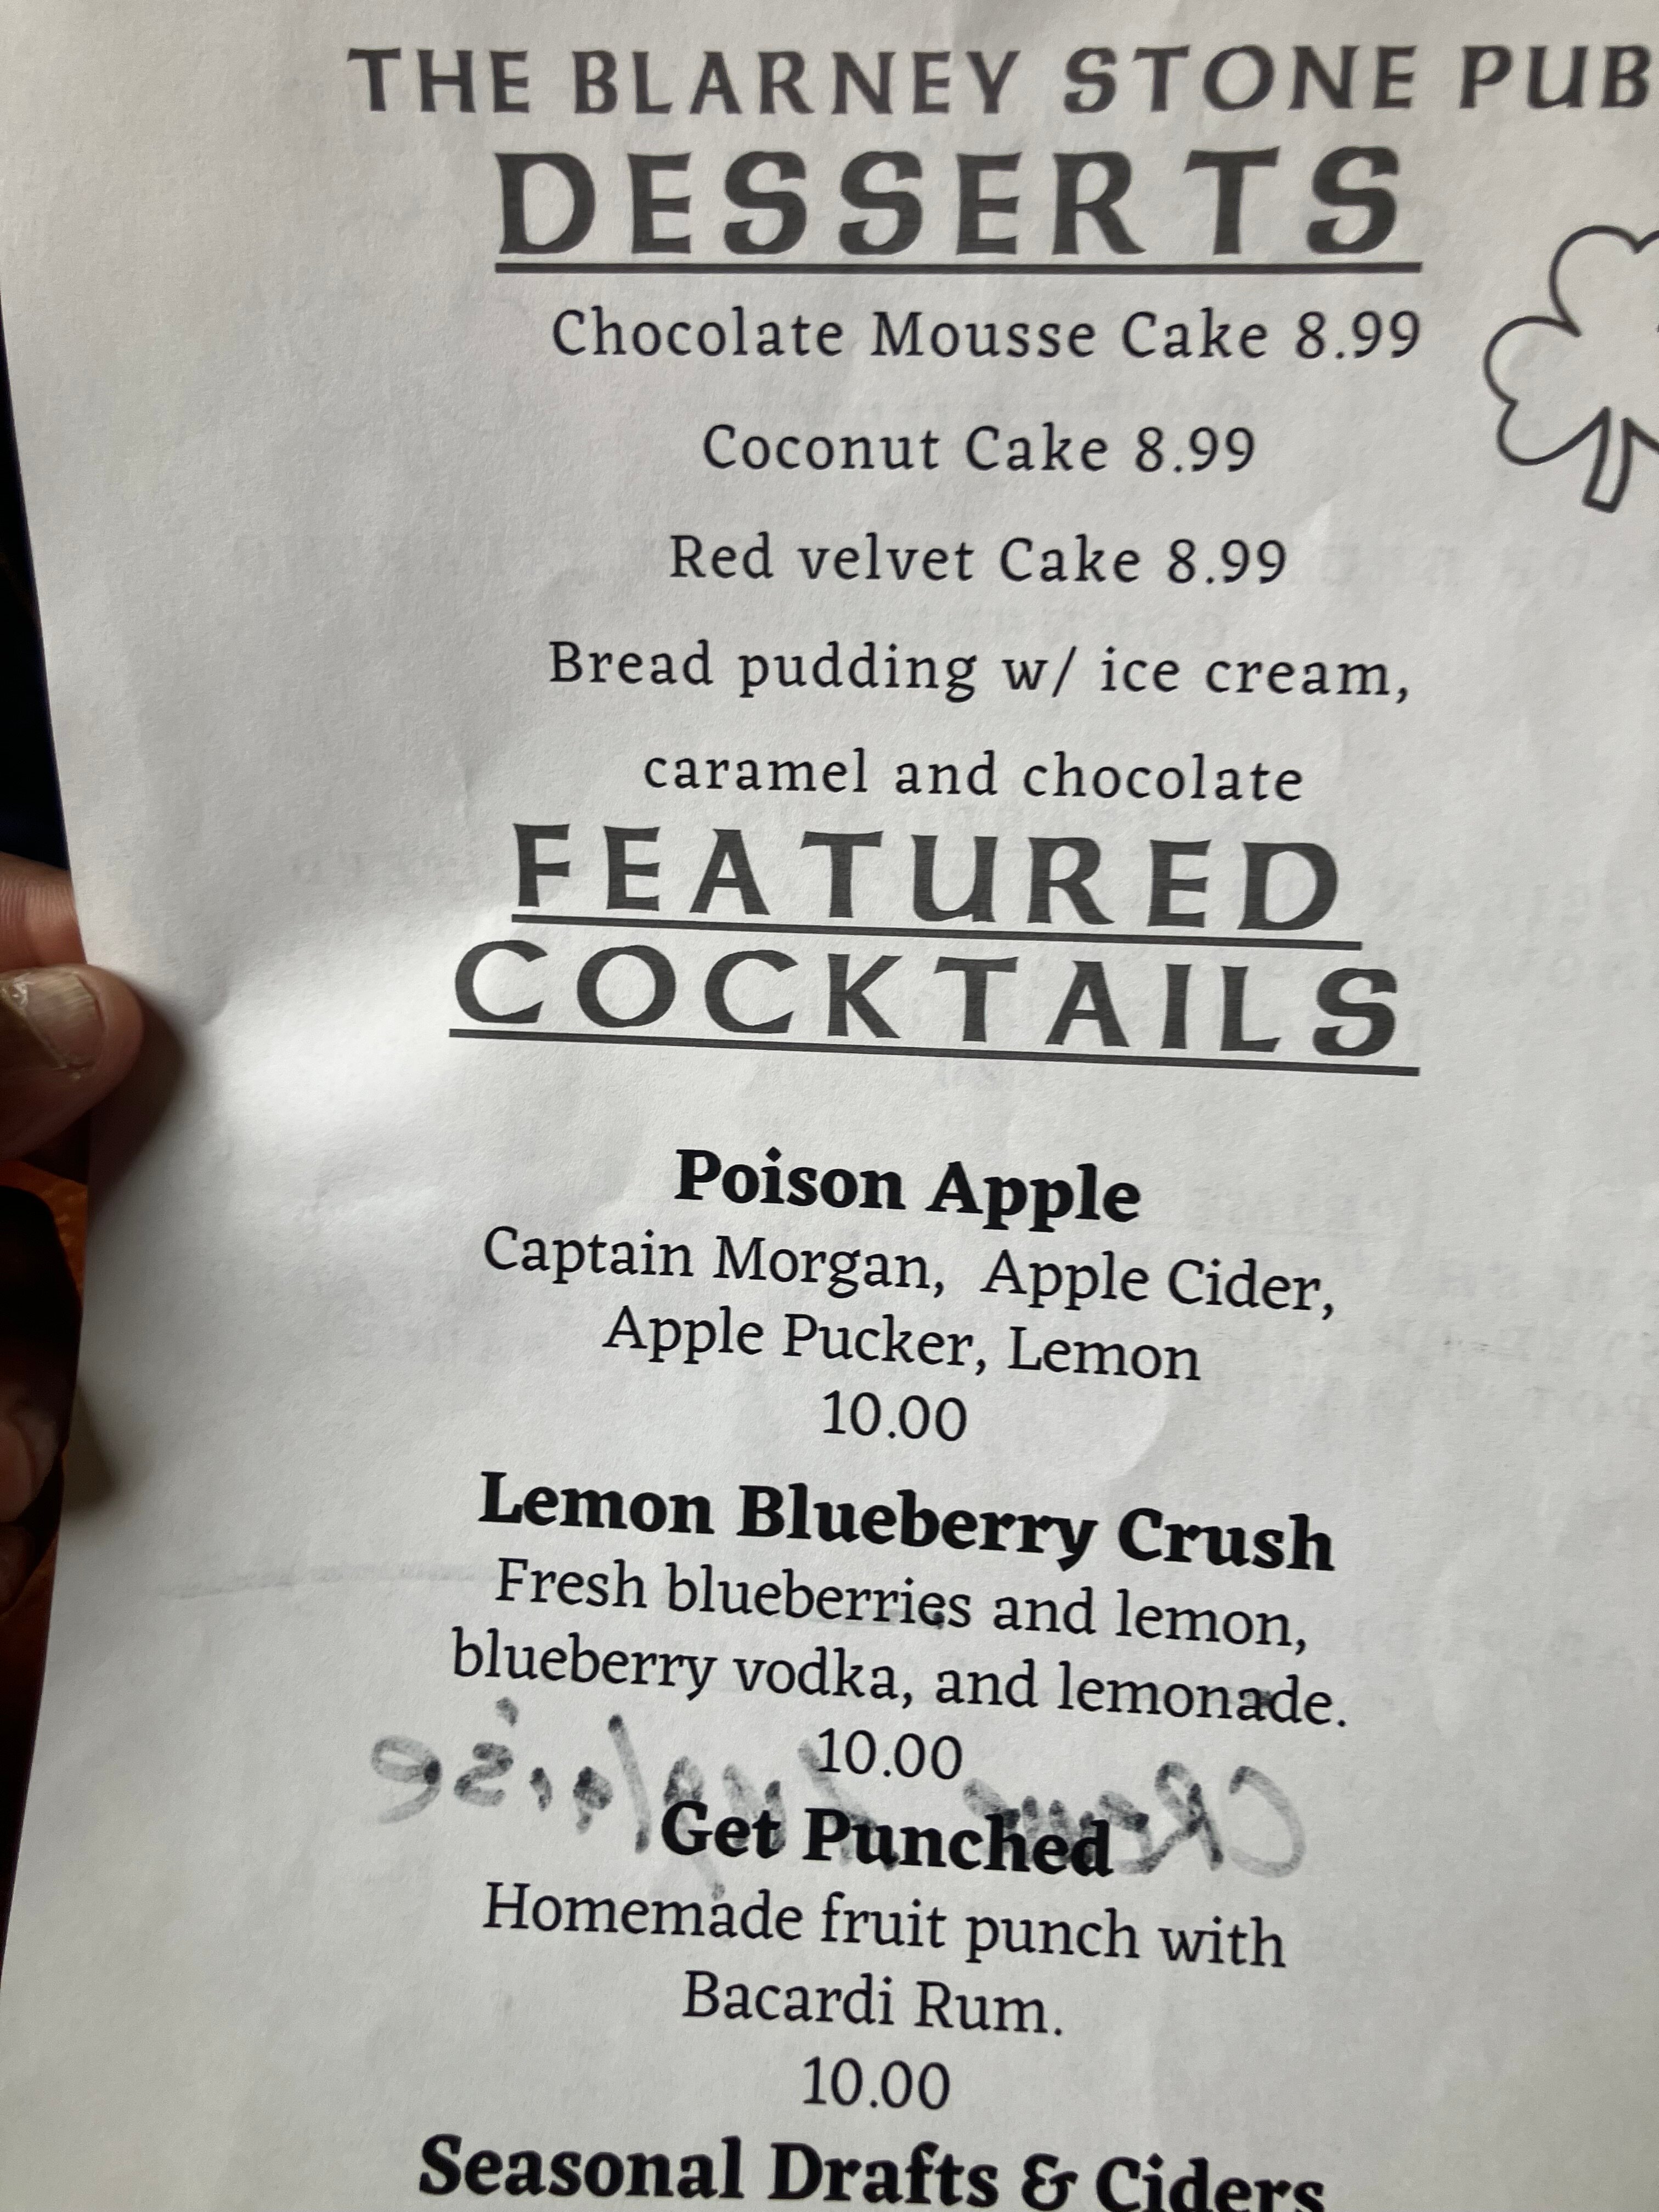 THE BLARNEY STONE PUB
DESSERTS
Chocolate Mousse Cake 8.99
Coconut Cake 8.99
Red velvet Cake 8.99
Bread pudding w/ ice cream,
caramel and chocolate
FEATURED
COCKTAILS
Poison Apple
Captain Morgan, Apple Cider,
Apple Pucker, Lemon
10.00
Lemon Blueberry Crush
Fresh blueberries and lemon,
blueberry vodka, and lemonade.
10.00
Get Punched
Homemade fruit punch with
Bacardi Rum.
10.00
Seasonal Drafts & Ciders